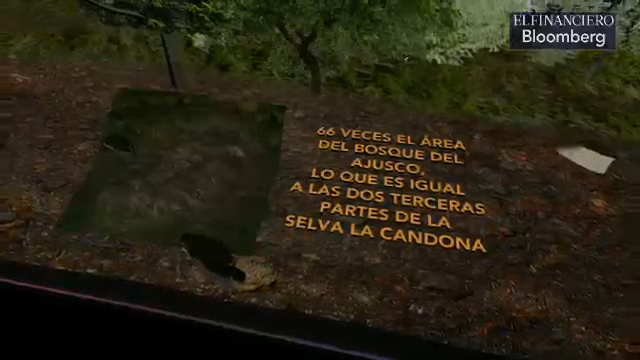 EL FINANCIERO
Bloomberg
66 VECES EL ÁREA
DEL BOSQUE DEL
AJUSCO,
LO QUE ES IGUAL
A LAS DOS TERCERAS
PARTES DE LA
SELVA LA CANDONA